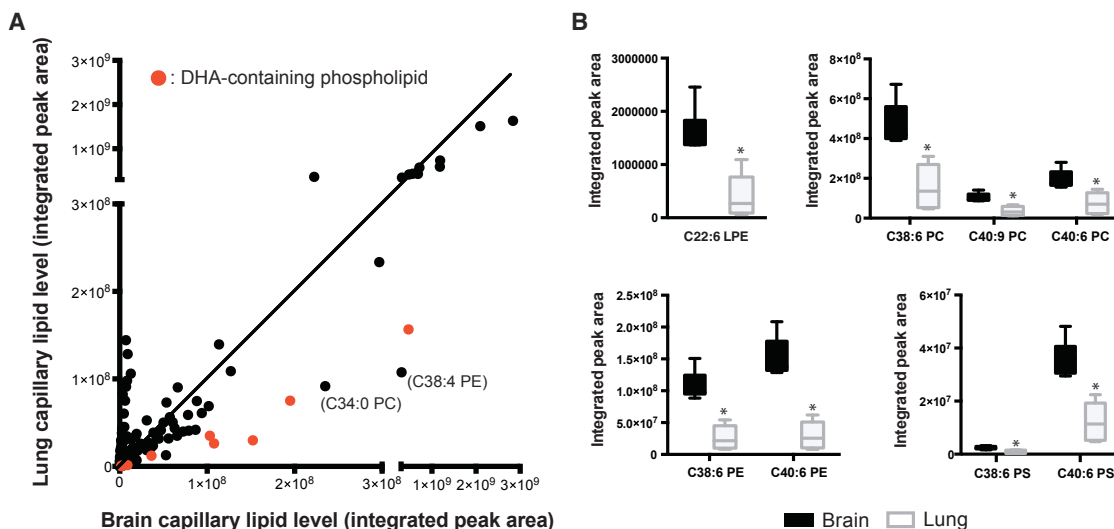 A
Lung capillary lipid level (integrated peak area)
3×10⁹
2×10⁹
1×10⁹
3×10⁸
2×10⁸
1×10⁸
0
: DHA-containing phospholipid
(C38:4 PE)
(C34:0 PC)
0 1×10⁸ 2×10⁸ 3×10⁸ 1×10⁹ 2×10⁹ 3×10⁹
Brain capillary lipid level (integrated peak area)
B
Integrated peak area
3000000
2000000
1000000
0
*
C22:6 LPE
Integrated peak area
8×10⁸
6×10⁸
4×10⁸
2×10⁸
0
* * *
C38:6 PC C40:9 PC C40:6 PC
Integrated peak area
2.5×10⁸
2.0×10⁸
1.5×10⁸
1.0×10⁸
5.0×10⁷
0
* *
C38:6 PE C40:6 PE
Integrated peak area
6×10⁷
4×10⁷
2×10⁷
0
* *
C38:6 PS C40:6 PS
Brain Lung